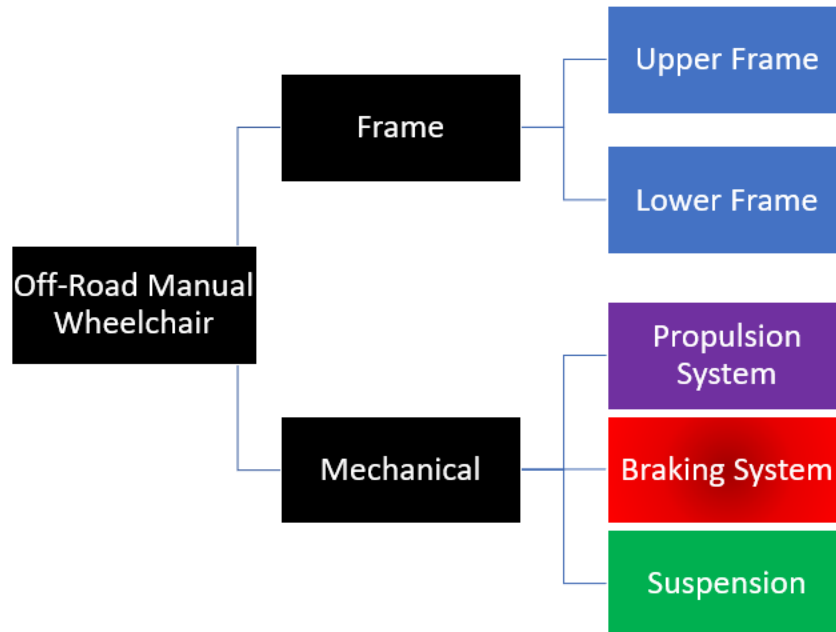 Off-Road Manual
Wheelchair
Frame
Upper Frame
Lower Frame
Mechanical
Propulsion
System
Braking System
Suspension